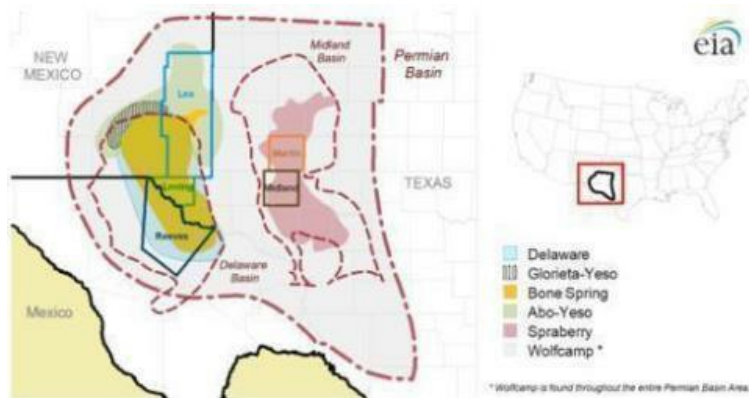 NEW
MEXICO
Midland
Basin
Permian
Basin
eia
Lea
Martin
Loving
Midland
TEXAS
Reeves
Delaware
Basin
Mexico
Delaware
Glorieta-Yeso
Bone Spring
Abo-Yeso
Spraberry
Wolfcamp *
* Wolfcamp is found throughout the entire Permian Basin Area